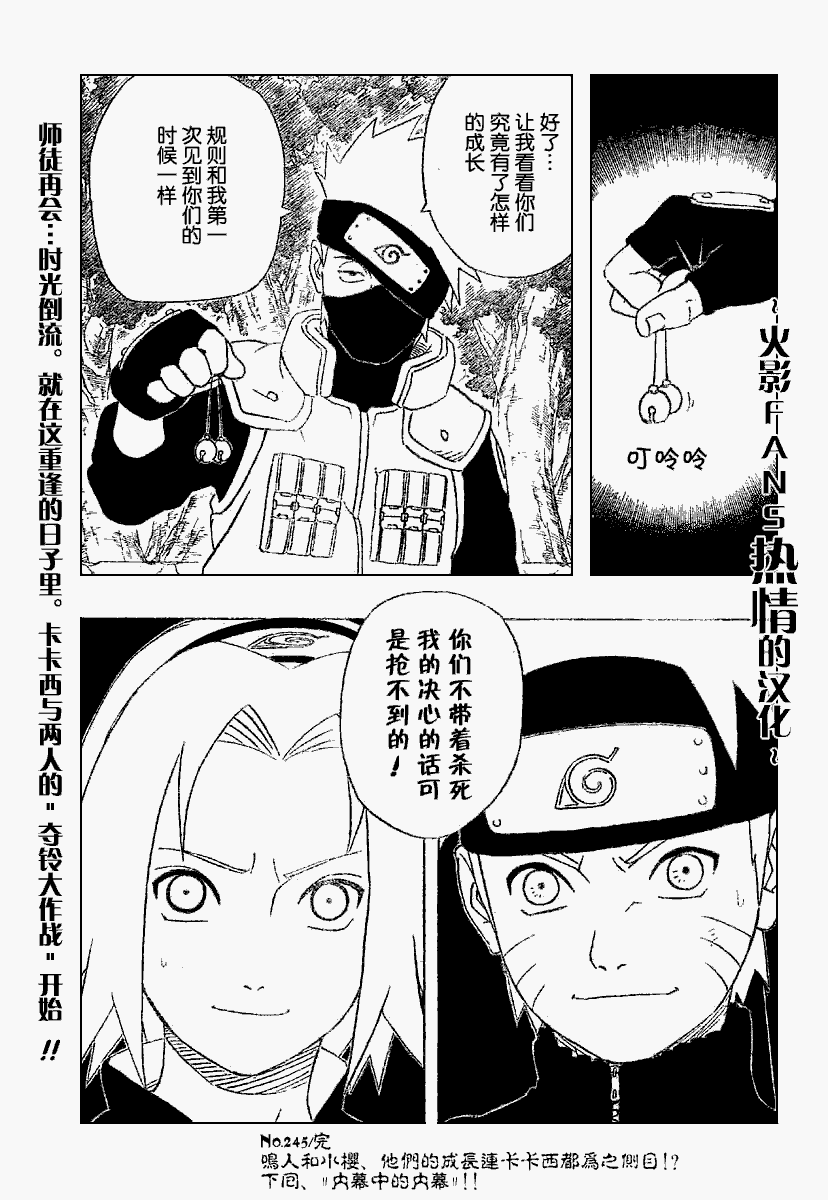 叮呤呤
好了…
让我看看你们
究竟有了怎样
的成长
规则和我第一
次见到你们的
时候一样
你们不带着杀死
我的决心的话可
是抢不到的！
~火影FANS热情的汉化~
师徒再会…时光倒流。就在这重逢的日子里。卡卡西与两人的"夺铃大作战"开始!!
No.245/完
鳴人和小樱、他們的成長連卡卡西都為之側目!?
下回、"内幕中的内幕"!!